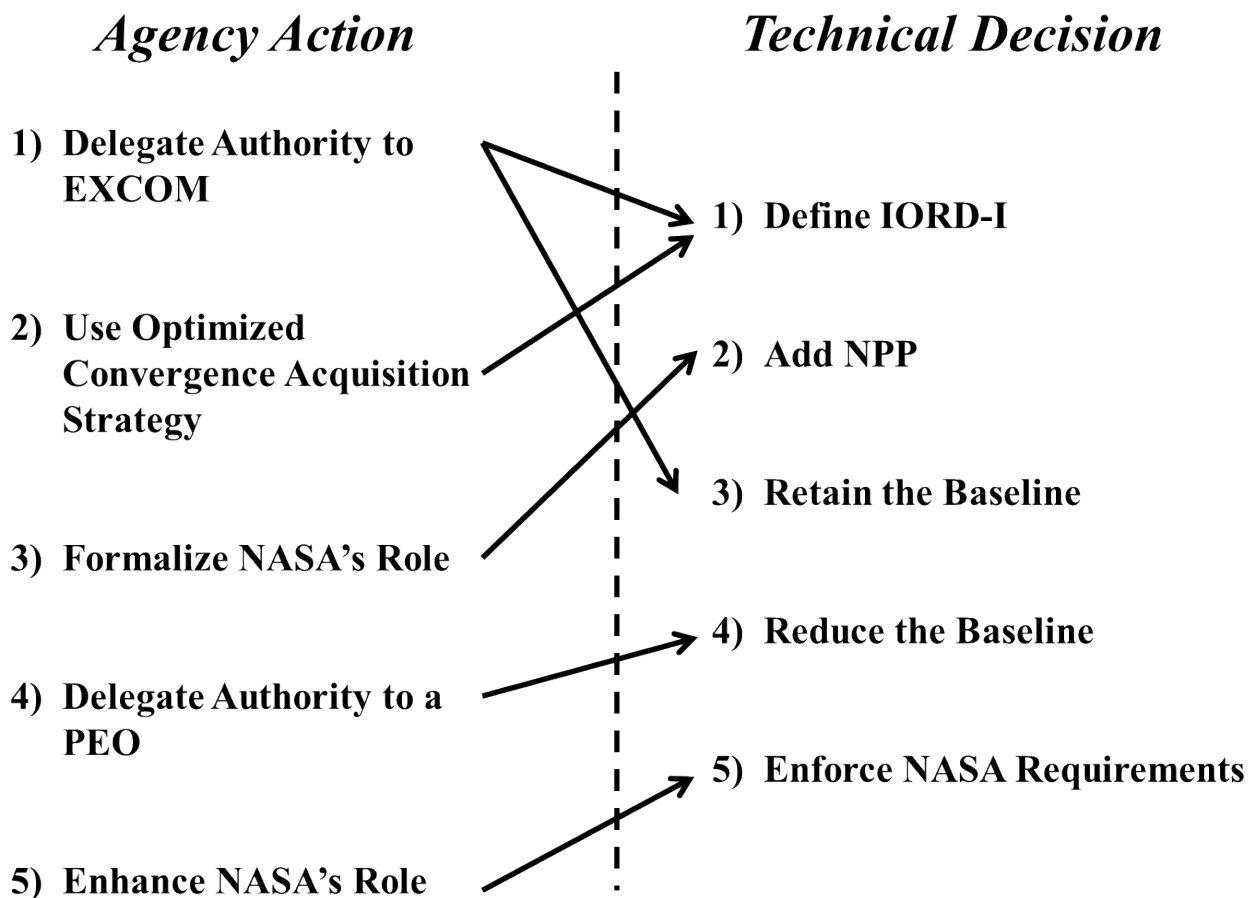 Agency Action
1) Delegate Authority to
EXCOM
2) Use Optimized
Convergence Acquisition
Strategy
3) Formalize NASA’s Role
4) Delegate Authority to a
PEO
5) Enhance NASA’s Role
Technical Decision
1) Define IORD-I
2) Add NPP
3) Retain the Baseline
4) Reduce the Baseline
5) Enforce NASA Requirements